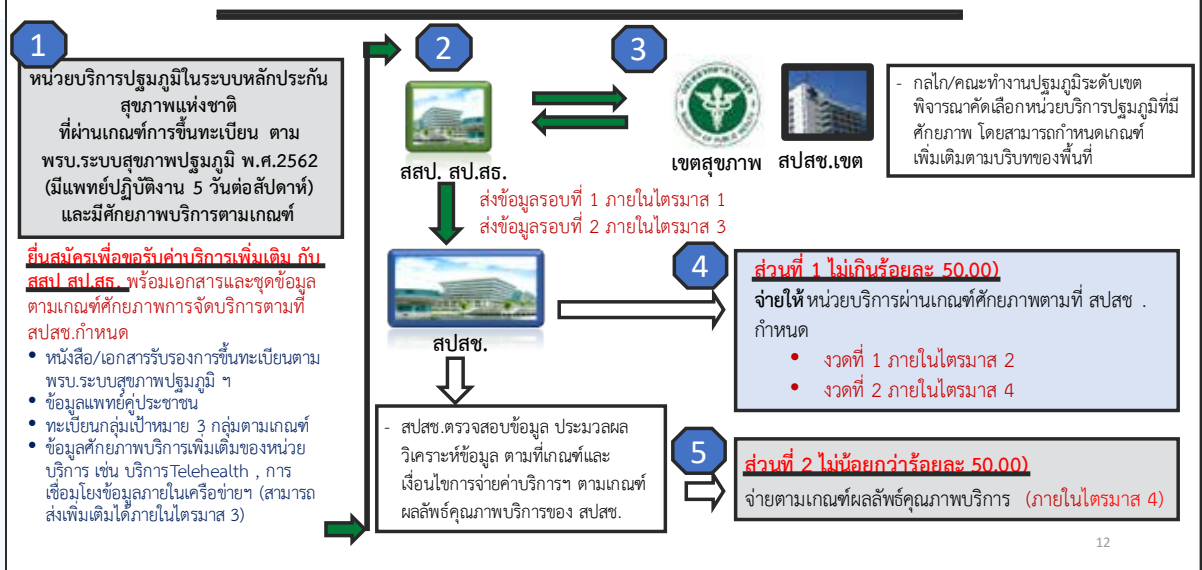 1
หน่วยบริการปฐมภูมิในระบบหลักประกัน
สุขภาพแห่งชาติ
ที่ผ่านเกณฑ์การขึ้นทะเบียน ตาม
พรบ.ระบบสุขภาพปฐมภูมิ พ.ศ.2562
(มีแพทย์ปฏิบัติงาน 5 วันต่อสัปดาห์)
และมีศักยภาพบริการตามเกณฑ์
ยื่นสมัครเพื่อขอรับค่าบริการเพิ่มเติม กับ
สสป สป.สธ. พร้อมเอกสารและชุดข้อมูล
ตามเกณฑ์ศักยภาพการจัดบริการตามที่
สปสช.กำหนด
• หนังสือ/เอกสารรับรองการขึ้นทะเบียนตาม
พรบ.ระบบสุขภาพปฐมภูมิ ฯ
• ข้อมูลแพทย์คู่ประชาชน
• ทะเบียนกลุ่มเป้าหมาย 3 กลุ่มตามเกณฑ์
• ข้อมูลศักยภาพบริการเพิ่มเติมของหน่วย
บริการ เช่น บริการTelehealth , การ
เชื่อมโยงข้อมูลภายในเครือข่ายฯ (สามารถ
ส่งเพิ่มเติมได้ภายในไตรมาส 3)
2
สสป. สป.สธ.
3
เขตสุขภาพ สปสช.เขต
- กลไก/คณะทำงานปฐมภูมิระดับเขต
พิจารณาคัดเลือกหน่วยบริการปฐมภูมิที่มี
ศักยภาพ โดยสามารถกำหนดเกณฑ์
เพิ่มเติมตามบริบทของพื้นที่
ส่งข้อมูลรอบที่ 1 ภายในไตรมาส 1
ส่งข้อมูลรอบที่ 2 ภายในไตรมาส 3
สปสช.
- สปสช.ตรวจสอบข้อมูล ประมวลผล
วิเคราะห์ข้อมูล ตามที่เกณฑ์และ
เงื่อนไขการจ่ายค่าบริการฯ ตามเกณฑ์
ผลลัพธ์คุณภาพบริการของ สปสช.
4
ส่วนที่ 1 ไม่เกินร้อยละ 50.00)
จ่ายให้ หน่วยบริการผ่านเกณฑ์ศักยภาพตามที่ สปสช .
กำหนด
• งวดที่ 1 ภายในไตรมาส 2
• งวดที่ 2 ภายในไตรมาส 4
5
ส่วนที่ 2 ไม่น้อยกว่าร้อยละ 50.00)
จ่ายตามเกณฑ์ผลลัพธ์คุณภาพบริการ (ภายในไตรมาส 4)
12